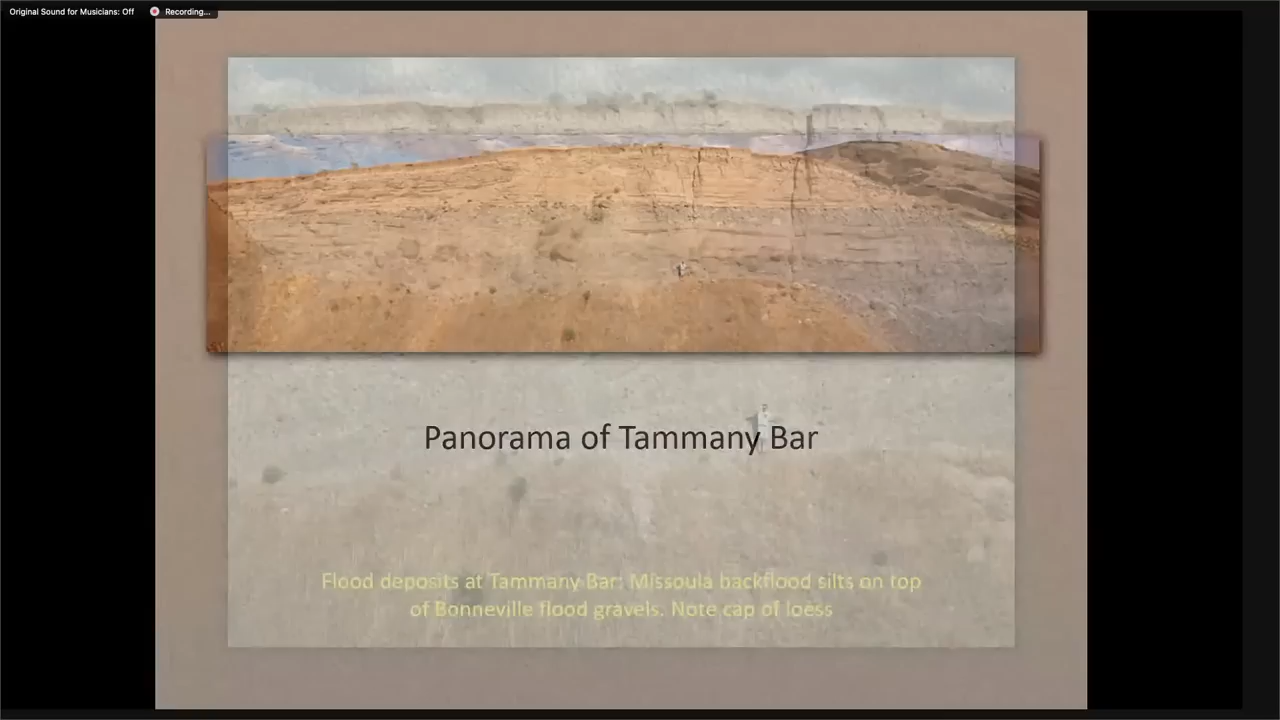 Original Sound for Musicians: Off
Recording...
Panorama of Tammany Bar
Flood deposits at Tammany Bar: Missoula backflood silts on top
of Bonneville flood gravels. Note cap of loess